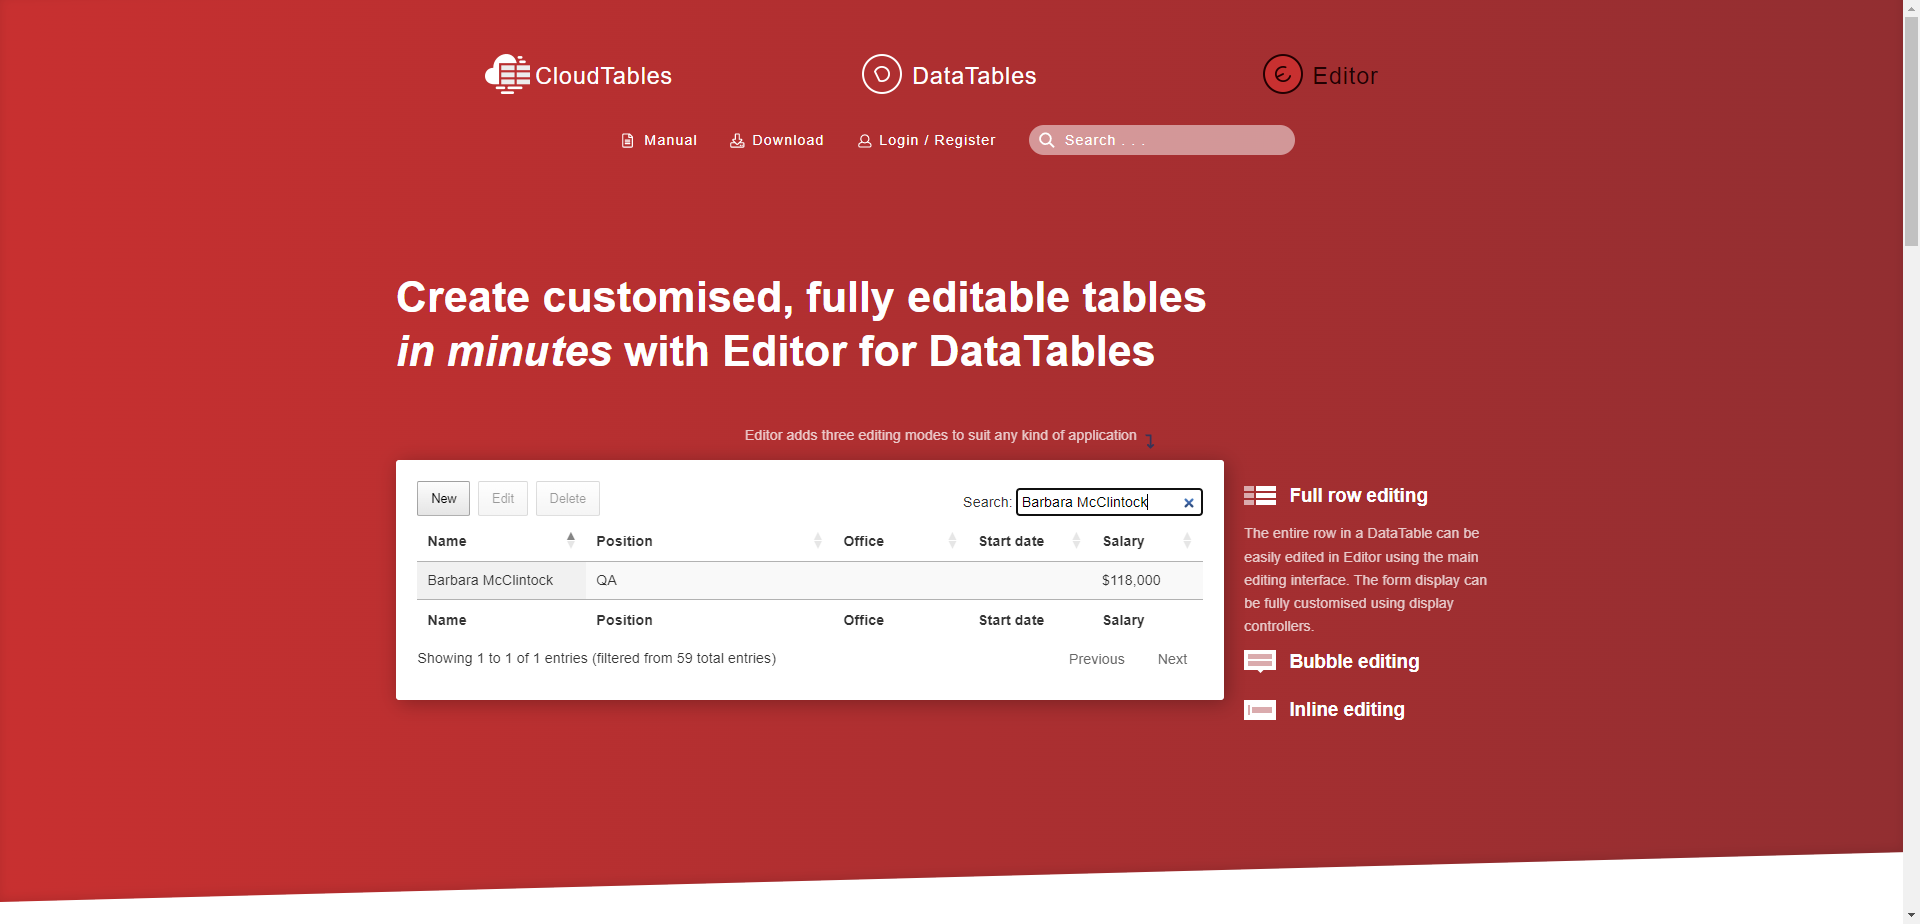 CloudTables
DataTables
Editor
Manual
Download
Login / Register
Search . . .
Create customised, fully editable tables
in minutes with Editor for DataTables
Editor adds three editing modes to suit any kind of application
New
Edit
Delete
Search: Barbara McClintock
Name Position Office Start date Salary
Barbara McClintock QA $118,000
Name Position Office Start date Salary
Showing 1 to 1 of 1 entries (filtered from 59 total entries)
Previous
Next
Full row editing
The entire row in a DataTable can be
easily edited in Editor using the main
editing interface. The form display can
be fully customised using display
controllers.
Bubble editing
Inline editing